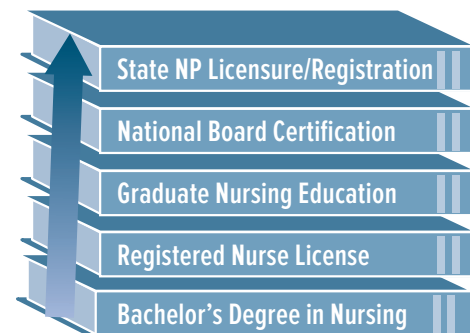 State NP Licensure/Registration
National Board Certification
Graduate Nursing Education
Registered Nurse License
Bachelor’s Degree in Nursing